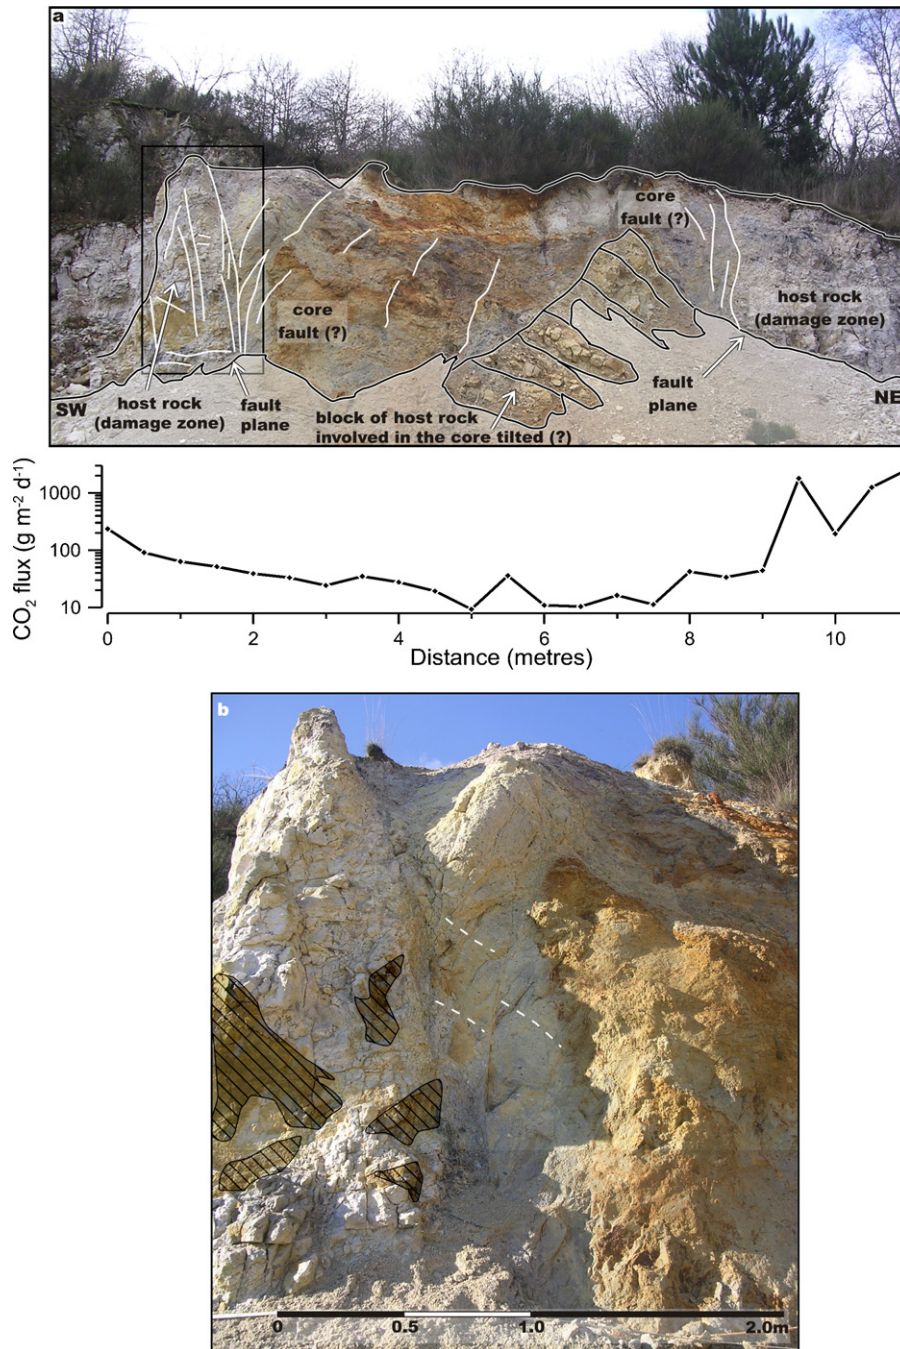 a
core
fault (?)
core
fault (?)
host rock
(damage zone)
SW
host rock
(damage zone)
fault
plane
block of host rock
involved in the core tilted (?)
fault
plane
NE
CO₂ flux (g m⁻² d⁻¹)
1000
100
10
0 2 4 6 8 10
Distance (metres)
b
0 0.5 1.0 2.0m